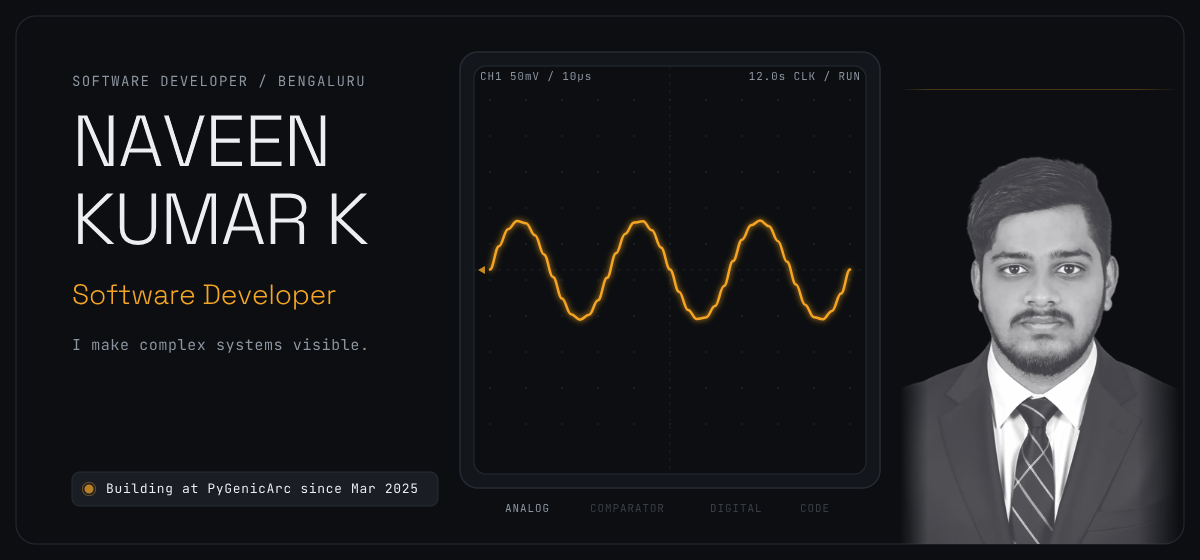 SOFTWARE DEVELOPER / BENGALURU
NAVEEN
KUMAR K
Software Developer
I make complex systems visible.
Building at PyGenicArc since Mar 2025
CH1 50mV / 10µs
12.0s CLK / RUN
ANALOG
COMPARATOR
DIGITAL
CODE